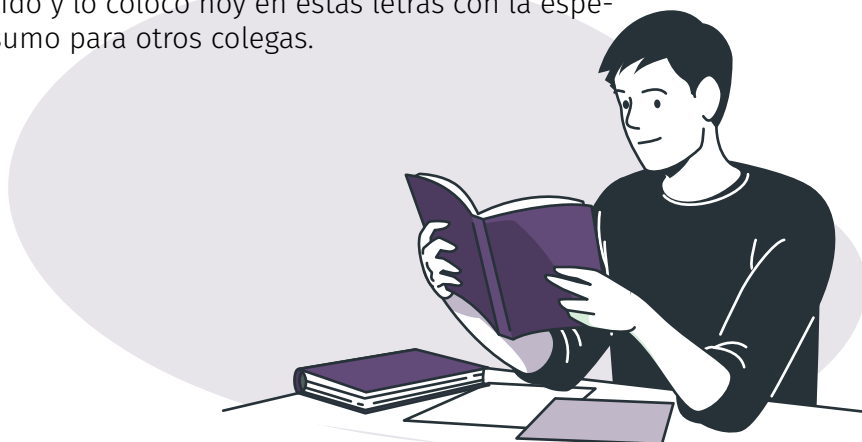 ido y lo coloco hoy en estas letras con la espe-
sumo para otros colegas.